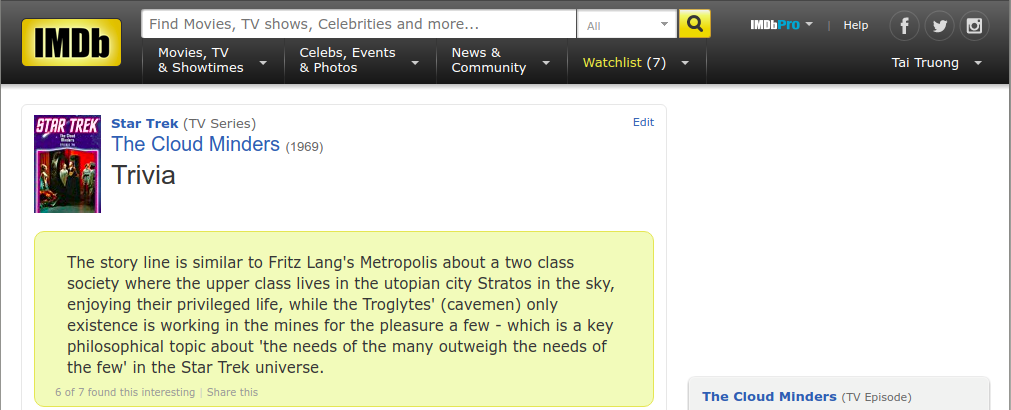 IMDb
Find Movies, TV shows, Celebrities and more...
All
IMDbPro
|
Help
Movies, TV
& Showtimes
Celebs, Events
& Photos
News &
Community
Watchlist (7)
Tai Truong
STAR TREK
The Cloud
Minders
Star Trek (TV Series)
Edit
The Cloud Minders (1969)
Trivia
The story line is similar to Fritz Lang's Metropolis about a two class
society where the upper class lives in the utopian city Stratos in the sky,
enjoying their privileged life, while the Troglytes' (cavemen) only
existence is working in the mines for the pleasure a few - which is a key
philosophical topic about 'the needs of the many outweigh the needs of
the few' in the Star Trek universe.
6 of 7 found this interesting | Share this
The Cloud Minders (TV Episode)